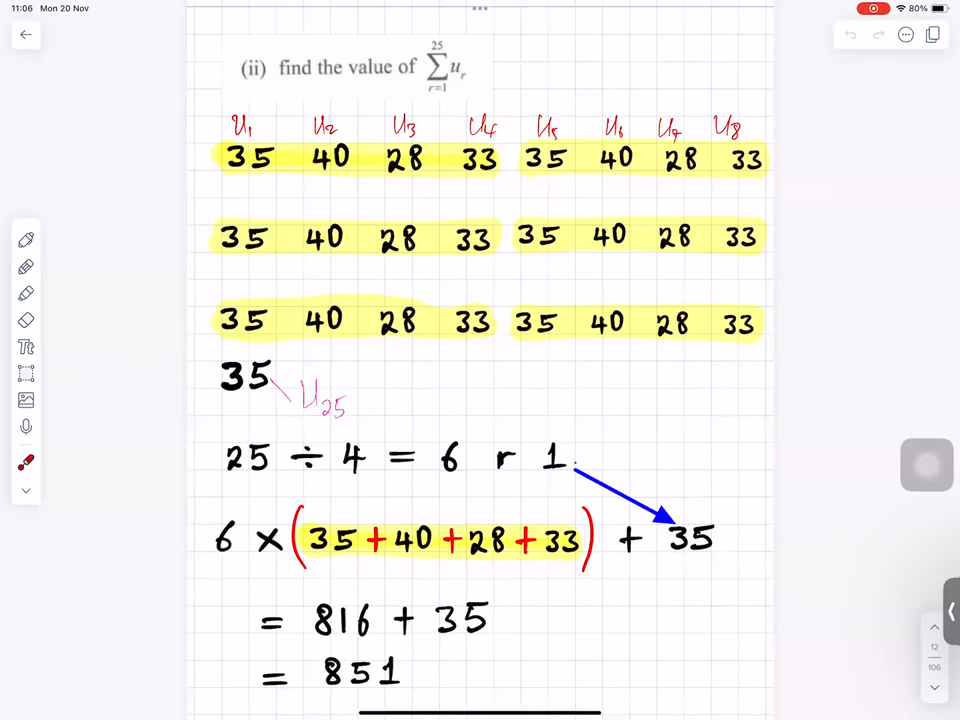 11:06 Mon 20 Nov
80%
(ii) find the value of ∑_{r=1}^{25} u_r
U₁ U₂ U₃ U₄ U₅ U₆ U₇ U₈
35 40 28 33 35 40 28 33
35 40 28 33 35 40 28 33
35 40 28 33 35 40 28 33
35 U₂₅
25 ÷ 4 = 6 r 1
6 × (35 + 40 + 28 + 33) + 35
= 816 + 35
= 851
Tt
12
106